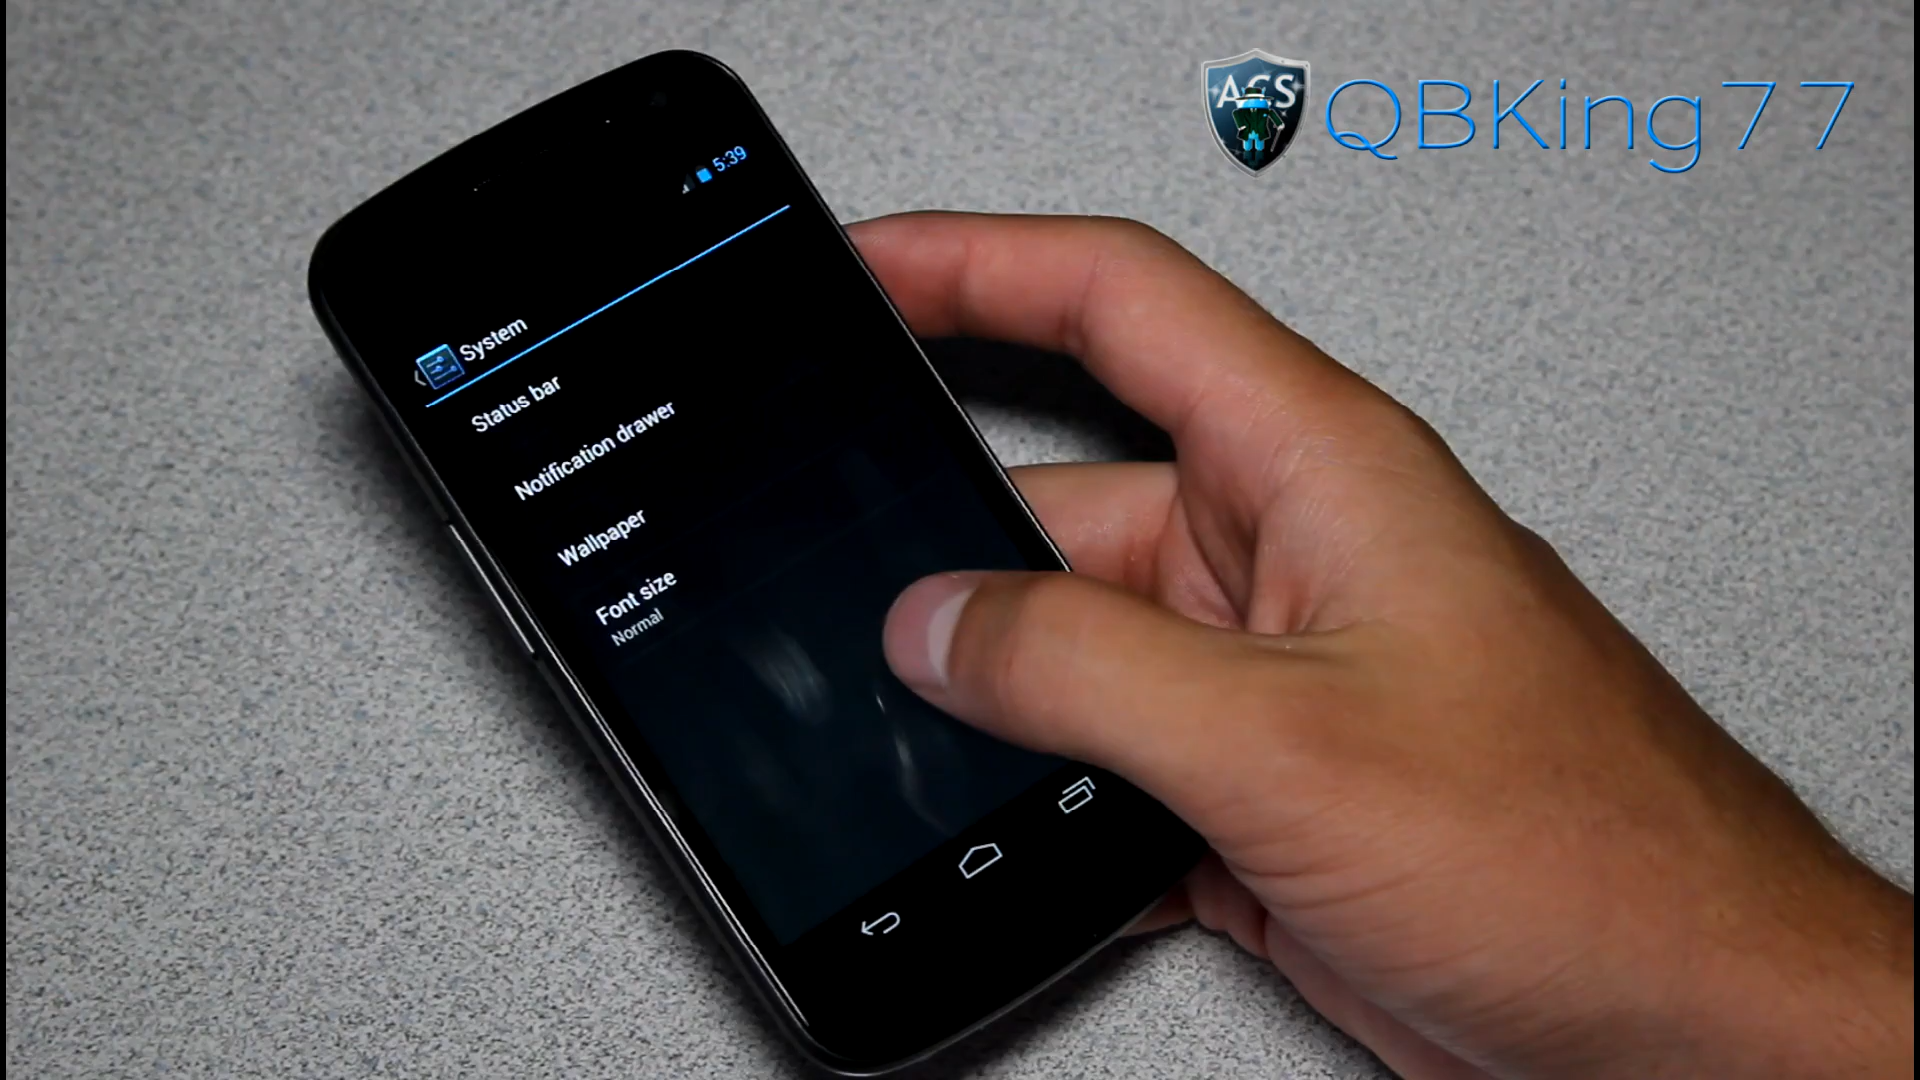 ACS
QBKing77
5:39
System
Status bar
Notification drawer
Wallpaper
Font size
Normal